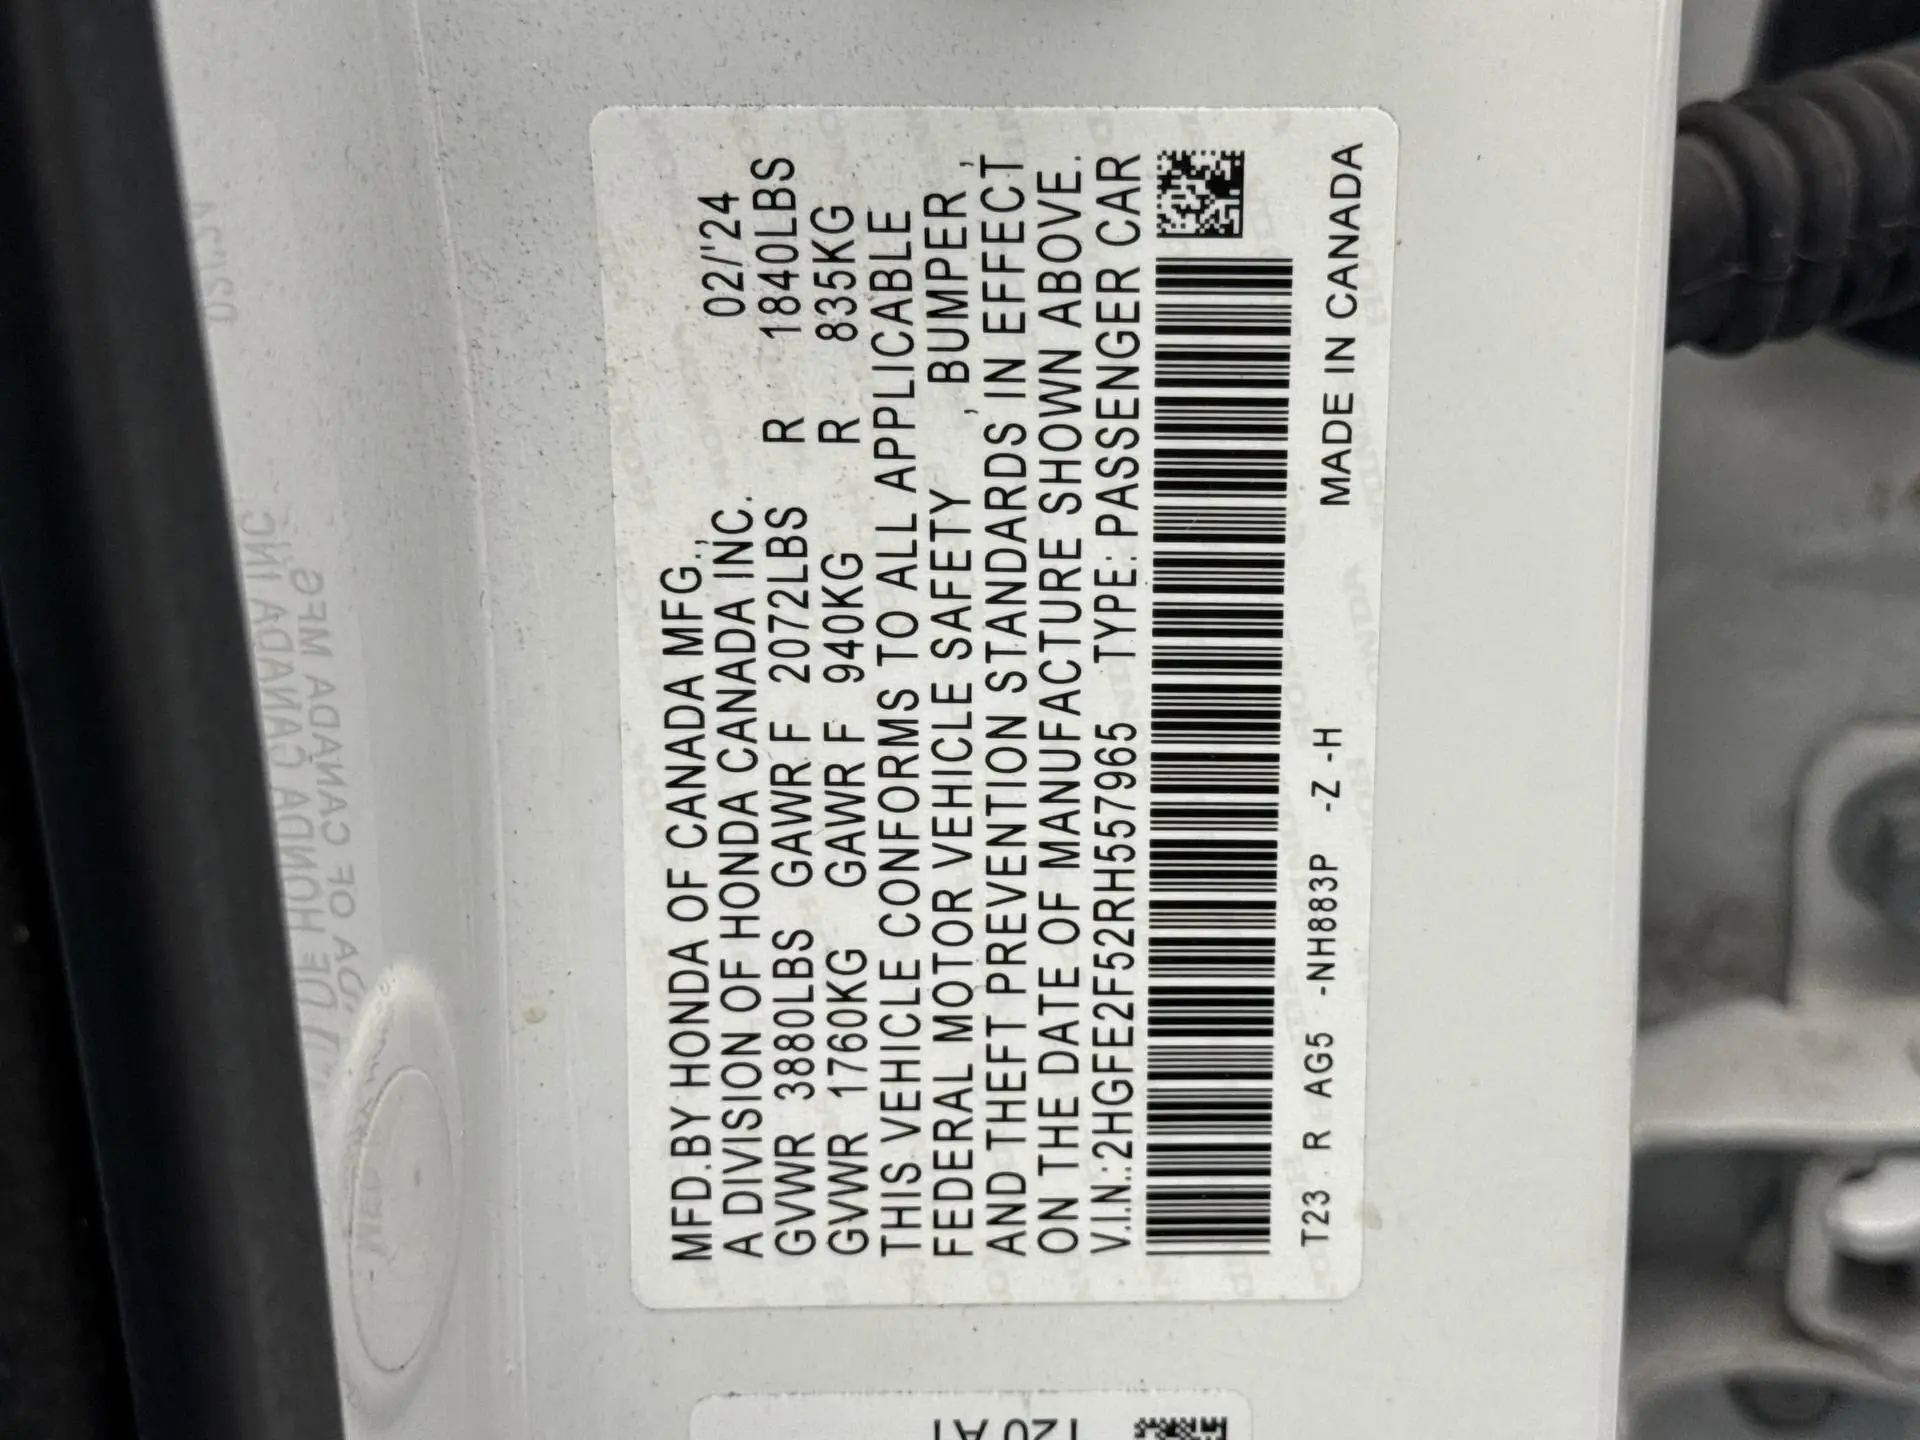 MFD.BY HONDA OF CANADA MFG.,
A DIVISION OF HONDA CANADA INC. 02/'24
GVWR 3880LBS GAWR F 2072LBS R 1840LBS
GVWR 1760KG GAWR F 940KG R 835KG
THIS VEHICLE CONFORMS TO ALL APPLICABLE
FEDERAL MOTOR VEHICLE SAFETY , BUMPER ,
AND THEFT PREVENTION STANDARDS IN EFFECT
ON THE DATE OF MANUFACTURE SHOWN ABOVE.
V.I.N.:2HGFE2F52RH557965 TYPE: PASSENGER CAR
T23 R AG5 -NH883P -Z -H MADE IN CANADA